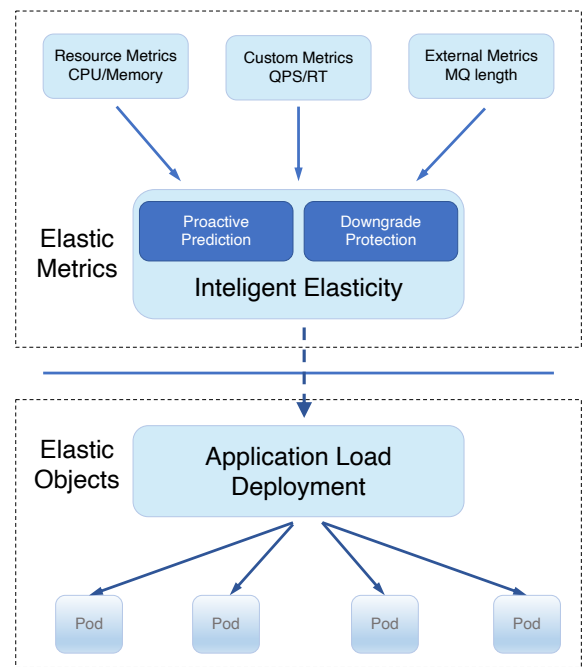 Resource Metrics
CPU/Memory
Custom Metrics
QPS/RT
External Metrics
MQ length
Elastic
Metrics
Proactive
Prediction
Downgrade
Protection
Inteligent Elasticity
Elastic
Objects
Application Load
Deployment
Pod
Pod
Pod
Pod